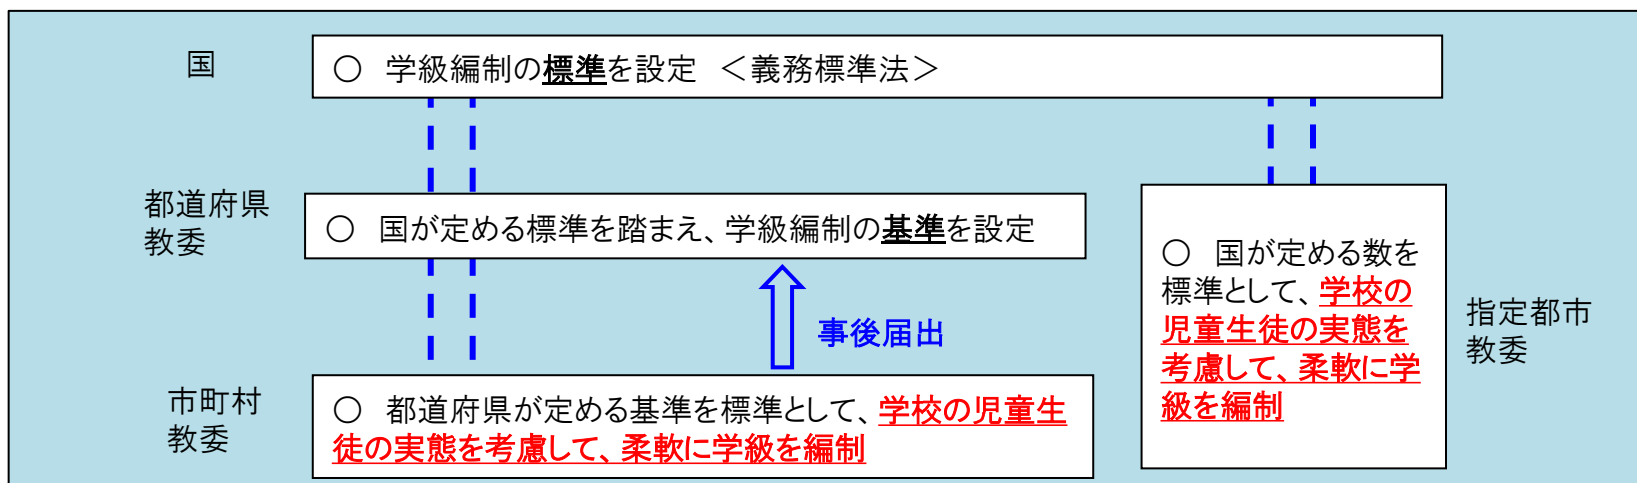 国
○ 学級編制の標準を設定 ＜義務標準法＞
都道府県
教委
○ 国が定める標準を踏まえ、学級編制の基準を設定
事後届出
市町村
教委
○ 都道府県が定める基準を標準として、学校の児童生
徒の実態を考慮して、柔軟に学級を編制
○ 国が定める数を
標準として、学校の
児童生徒の実態を
考慮して、柔軟に学
級を編制
指定都市
教委